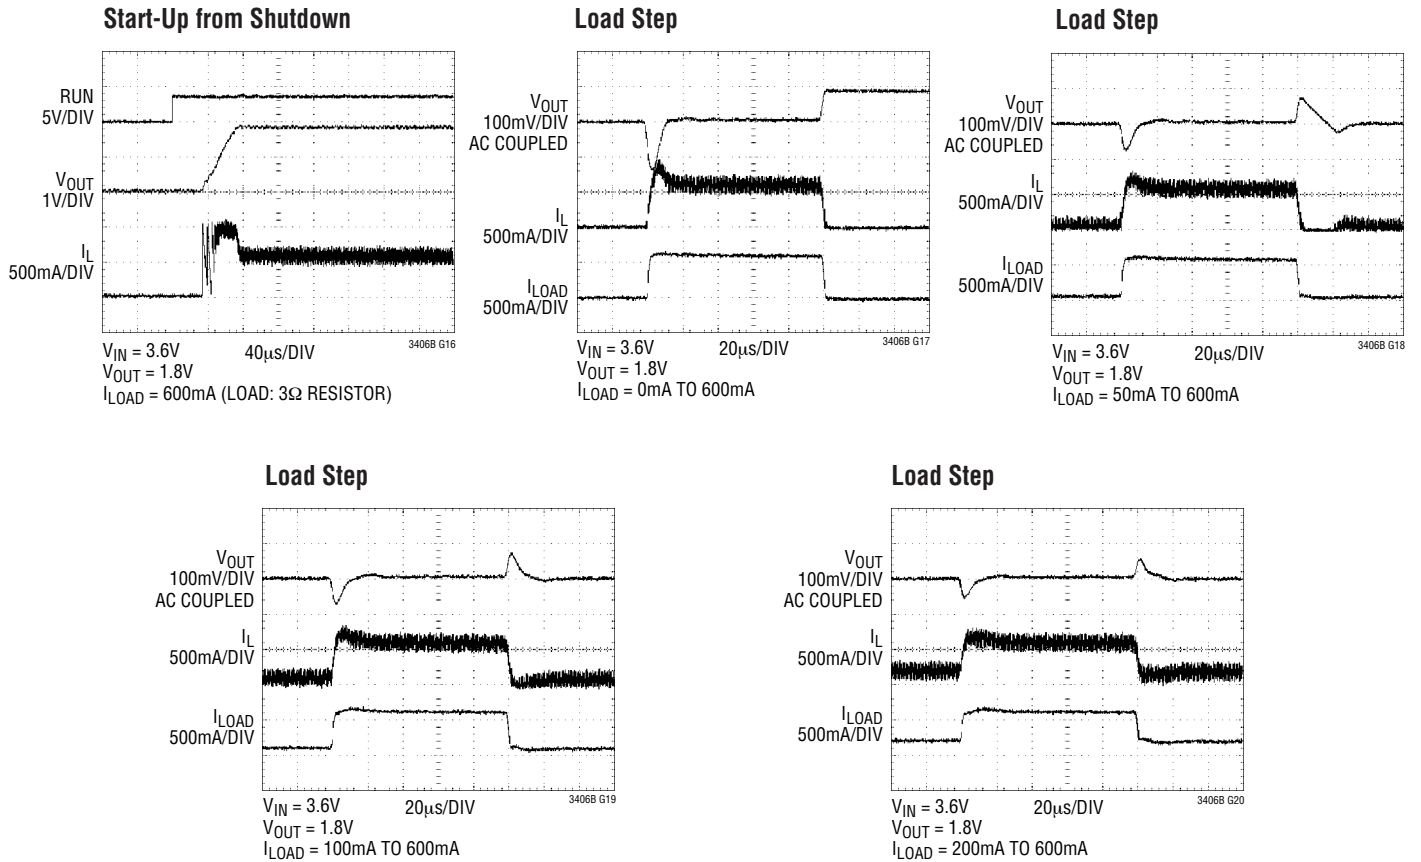 Start-Up from Shutdown
RUN
5V/DIV
VOUT
1V/DIV
IL
500mA/DIV
VIN = 3.6V
40µs/DIV
3406B G16
VOUT = 1.8V
ILOAD = 600mA (LOAD: 3Ω RESISTOR)
Load Step
VOUT
100mV/DIV
AC COUPLED
IL
500mA/DIV
ILOAD
500mA/DIV
VIN = 3.6V
20µs/DIV
3406B G17
VOUT = 1.8V
ILOAD = 0mA TO 600mA
Load Step
VOUT
100mV/DIV
AC COUPLED
IL
500mA/DIV
ILOAD
500mA/DIV
VIN = 3.6V
20µs/DIV
3406B G18
VOUT = 1.8V
ILOAD = 50mA TO 600mA
Load Step
VOUT
100mV/DIV
AC COUPLED
IL
500mA/DIV
ILOAD
500mA/DIV
VIN = 3.6V
20µs/DIV
3406B G19
VOUT = 1.8V
ILOAD = 100mA TO 600mA
Load Step
VOUT
100mV/DIV
AC COUPLED
IL
500mA/DIV
ILOAD
500mA/DIV
VIN = 3.6V
20µs/DIV
3406B G20
VOUT = 1.8V
ILOAD = 200mA TO 600mA